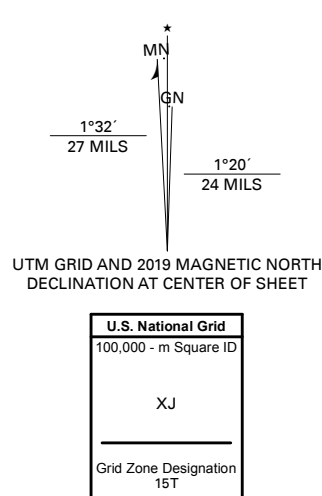 MN
GN
1°32´
27 MILS
1°20´
24 MILS
UTM GRID AND 2019 MAGNETIC NORTH
DECLINATION AT CENTER OF SHEET
U.S. National Grid
100,000 - m Square ID
XJ
Grid Zone Designation
15T